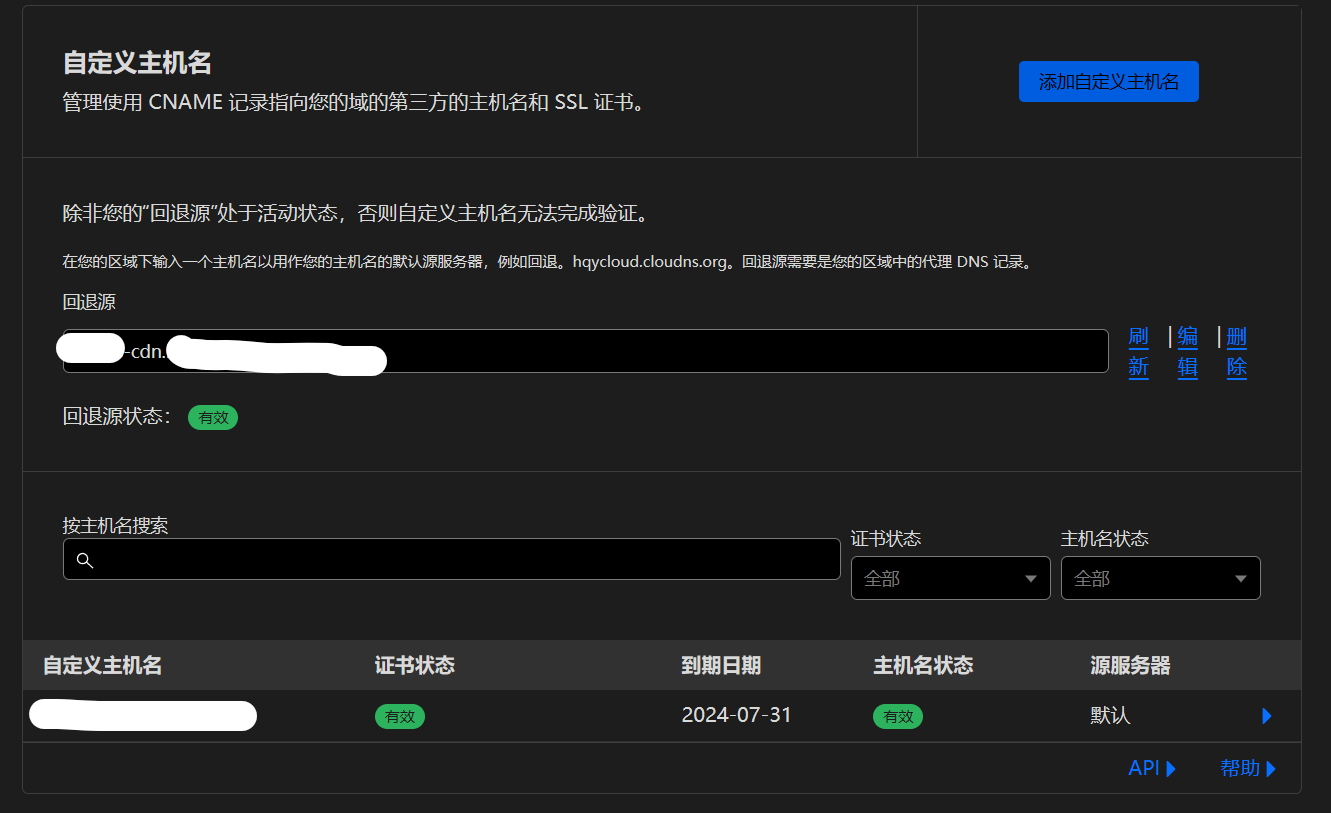 自定义主机名
管理使用 CNAME 记录指向您的域的第三方的主机名和 SSL 证书。
添加自定义主机名
除非您的“回退源”处于活动状态，否则自定义主机名无法完成验证。
在您的区域下输入一个主机名以用作您的主机名的默认源服务器，例如回退。hqycloud.cloudns.org。回退源需要是您的区域中的代理 DNS 记录。
回退源
-cdn.
刷新 | 编辑 | 删除
回退源状态： 有效
按主机名搜索
证书状态 主机名状态
全部 全部
自定义主机名 证书状态 到期日期 主机名状态 源服务器
有效 2024-07-31 有效 默认
API 帮助